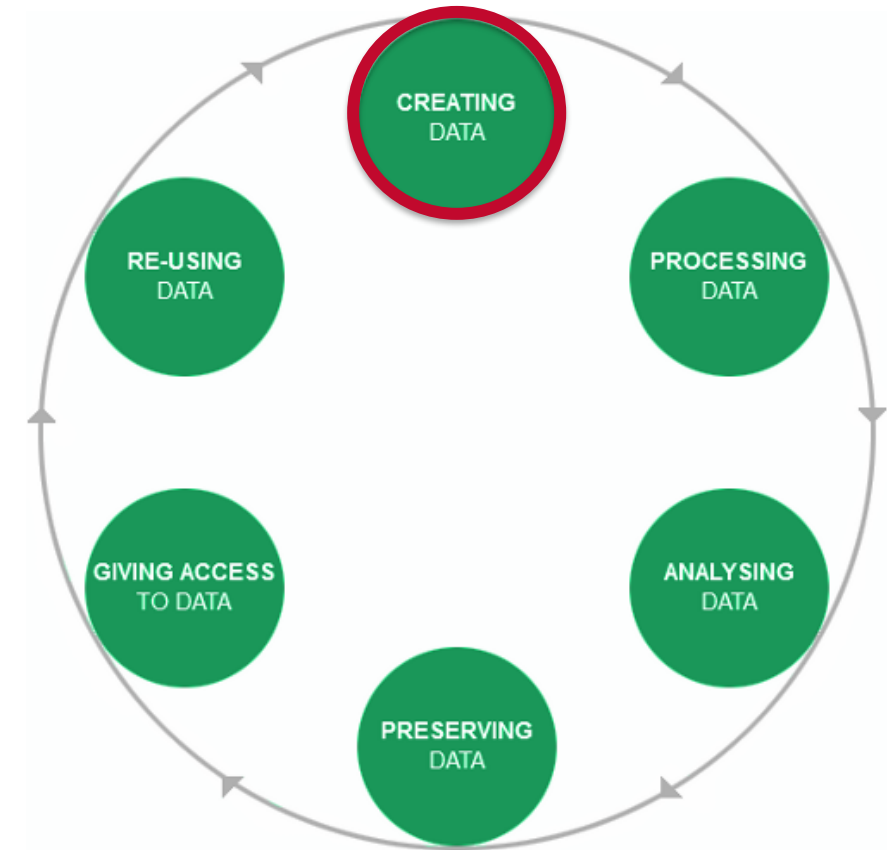 CREATING
DATA
PROCESSING
DATA
ANALYSING
DATA
PRESERVING
DATA
GIVING ACCESS
TO DATA
RE-USING
DATA